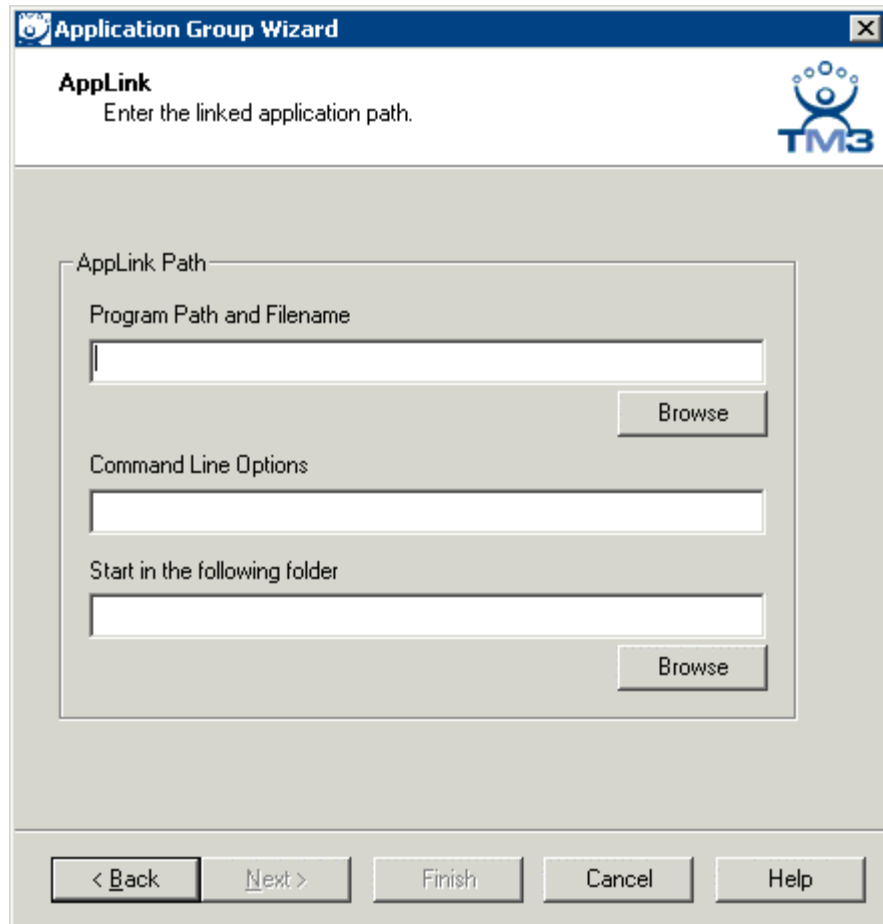 Application Group Wizard
AppLink
Enter the linked application path.
TM3
AppLink Path
Program Path and Filename
Browse
Command Line Options
Start in the following folder
Browse
< Back Next > Finish Cancel Help